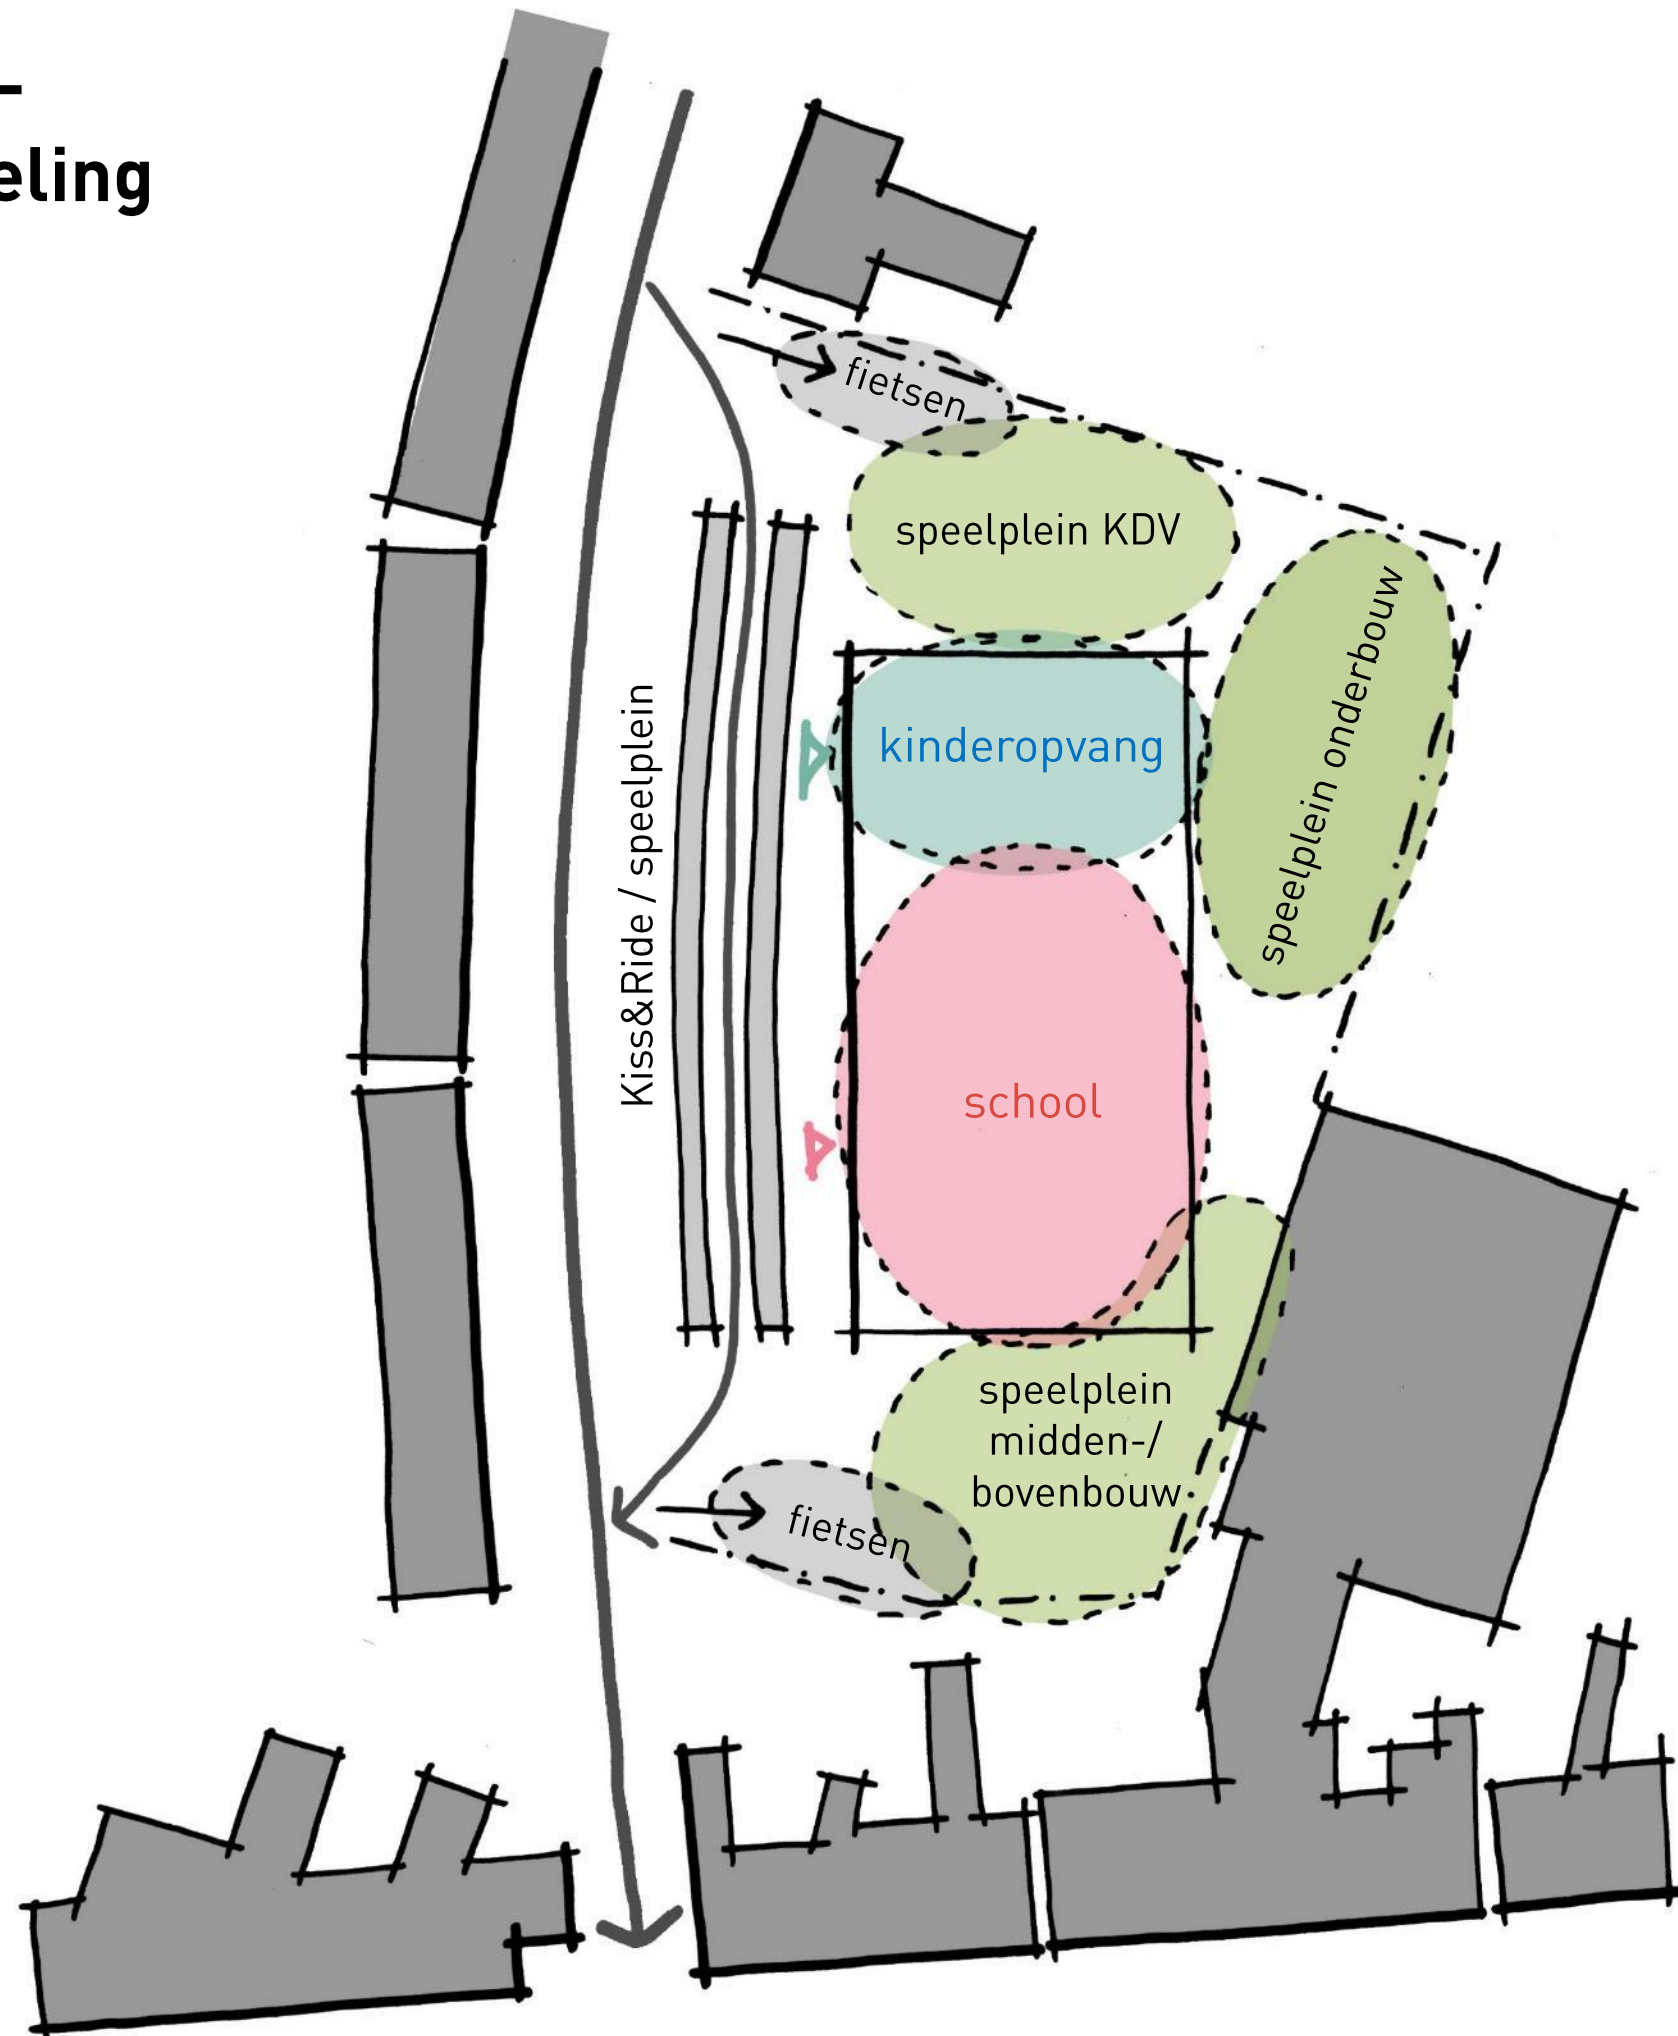 -
eling
fietsen
speelplein KDV
speelplein onderbouw
kinderopvang
Kiss&Ride / speelplein
school
speelplein
midden-/
bovenbouw
fietsen